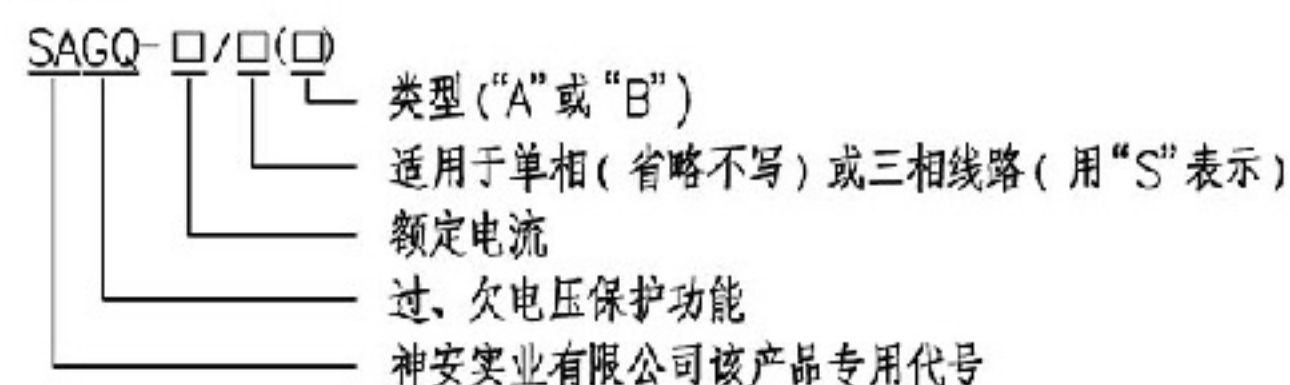 SAGQ-□/□(□)
类型(“A”或“B”)
适用于单相(省略不写)或三相线路(用“S”表示)
额定电流
过、欠电压保护功能
神安实业有限公司该产品专用代号